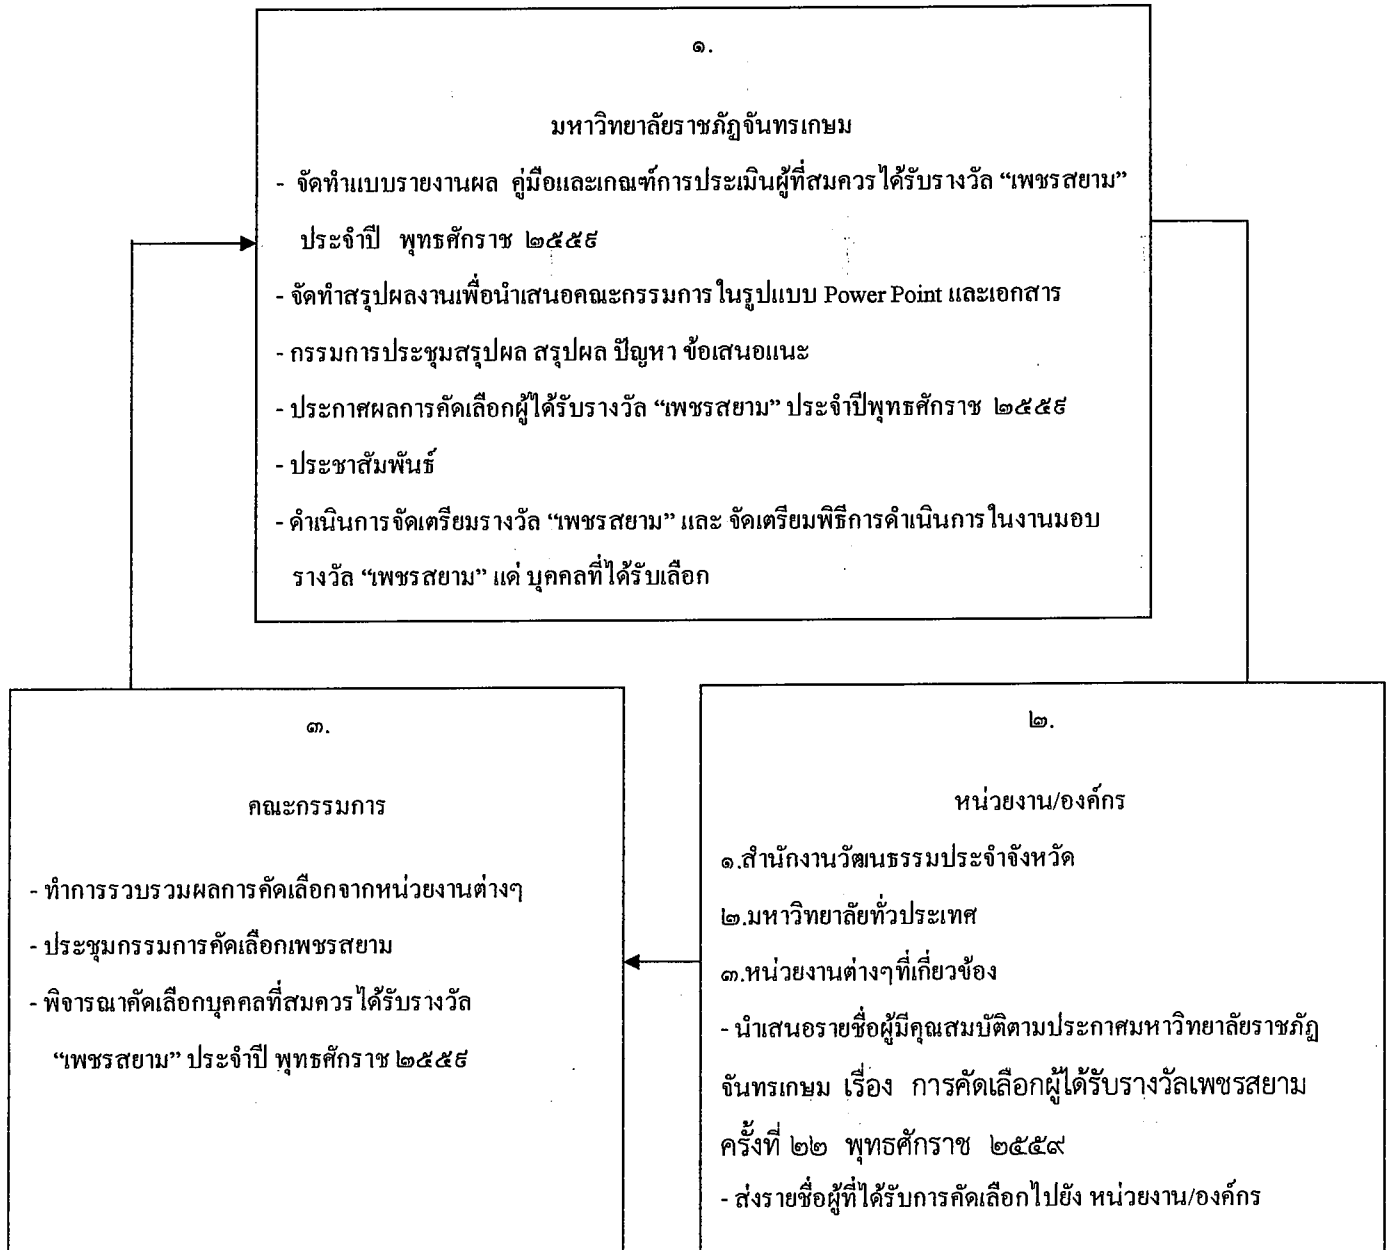 ๑.
มหาวิทยาลัยราชภัฏจันทรเกษม
- จัดทำแบบรายงานผล คู่มือและเกณฑ์การประเมินผู้ที่สมควรได้รับรางวัล “เพชรสยาม”
ประจำปี พุทธศักราช ๒๕๕๙
- จัดทำสรุปผลงานเพื่อนำเสนอคณะกรรมการในรูปแบบ Power Point และเอกสาร
- กรรมการประชุมสรุปผล สรุปผล ปัญหา ข้อเสนอแนะ
- ประกาศผลการคัดเลือกผู้ได้รับรางวัล “เพชรสยาม” ประจำปีพุทธศักราช ๒๕๕๙
- ประชาสัมพันธ์
- ดำเนินการจัดเตรียมรางวัล “เพชรสยาม” และ จัดเตรียมพิธีการดำเนินการในงานมอบ
รางวัล “เพชรสยาม” แด่ บุคคลที่ได้รับเลือก
๒.
หน่วยงาน/องค์กร
๑.สำนักงานวัฒนธรรมประจำจังหวัด
๒.มหาวิทยาลัยทั่วประเทศ
๓.หน่วยงานต่างๆที่เกี่ยวข้อง
- นำเสนอรายชื่อผู้มีคุณสมบัติตามประกาศมหาวิทยาลัยราชภัฏ
จันทรเกษม เรื่อง การคัดเลือกผู้ได้รับรางวัลเพชรสยาม
ครั้งที่ ๒๒ พุทธศักราช ๒๕๕๙
- ส่งรายชื่อผู้ที่ได้รับการคัดเลือกไปยัง หน่วยงาน/องค์กร
๓.
คณะกรรมการ
- ทำการรวบรวมผลการคัดเลือกจากหน่วยงานต่างๆ
- ประชุมกรรมการคัดเลือกเพชรสยาม
- พิจารณาคัดเลือกบุคคลที่สมควรได้รับรางวัล
“เพชรสยาม” ประจำปี พุทธศักราช ๒๕๕๙